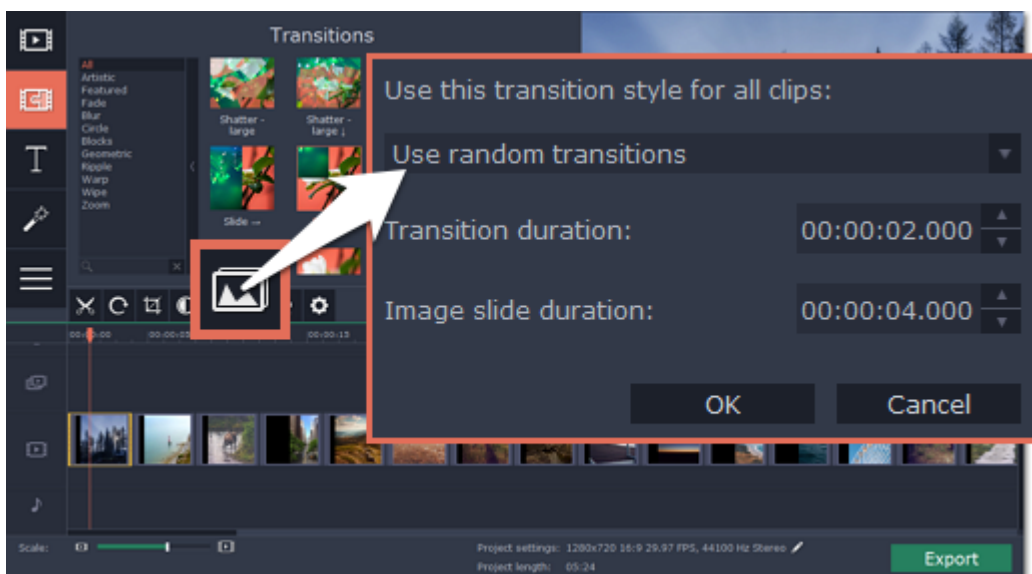 Transitions
All
Artistic
Featured
Fade
Blur
Circle
Blocks
Geometric
Ripple
Warp
Wipe
Zoom
Shatter -
large
Shatter -
large ↓
Slide →
T
Use this transition style for all clips:
Use random transitions
Transition duration:
00:00:02.000
Image slide duration:
00:00:04.000
OK
Cancel
00:00:15
Scale:
Project settings: 1280x720 16:9 29.97 FPS, 44100 Hz Stereo
Project length: 05:24
Export